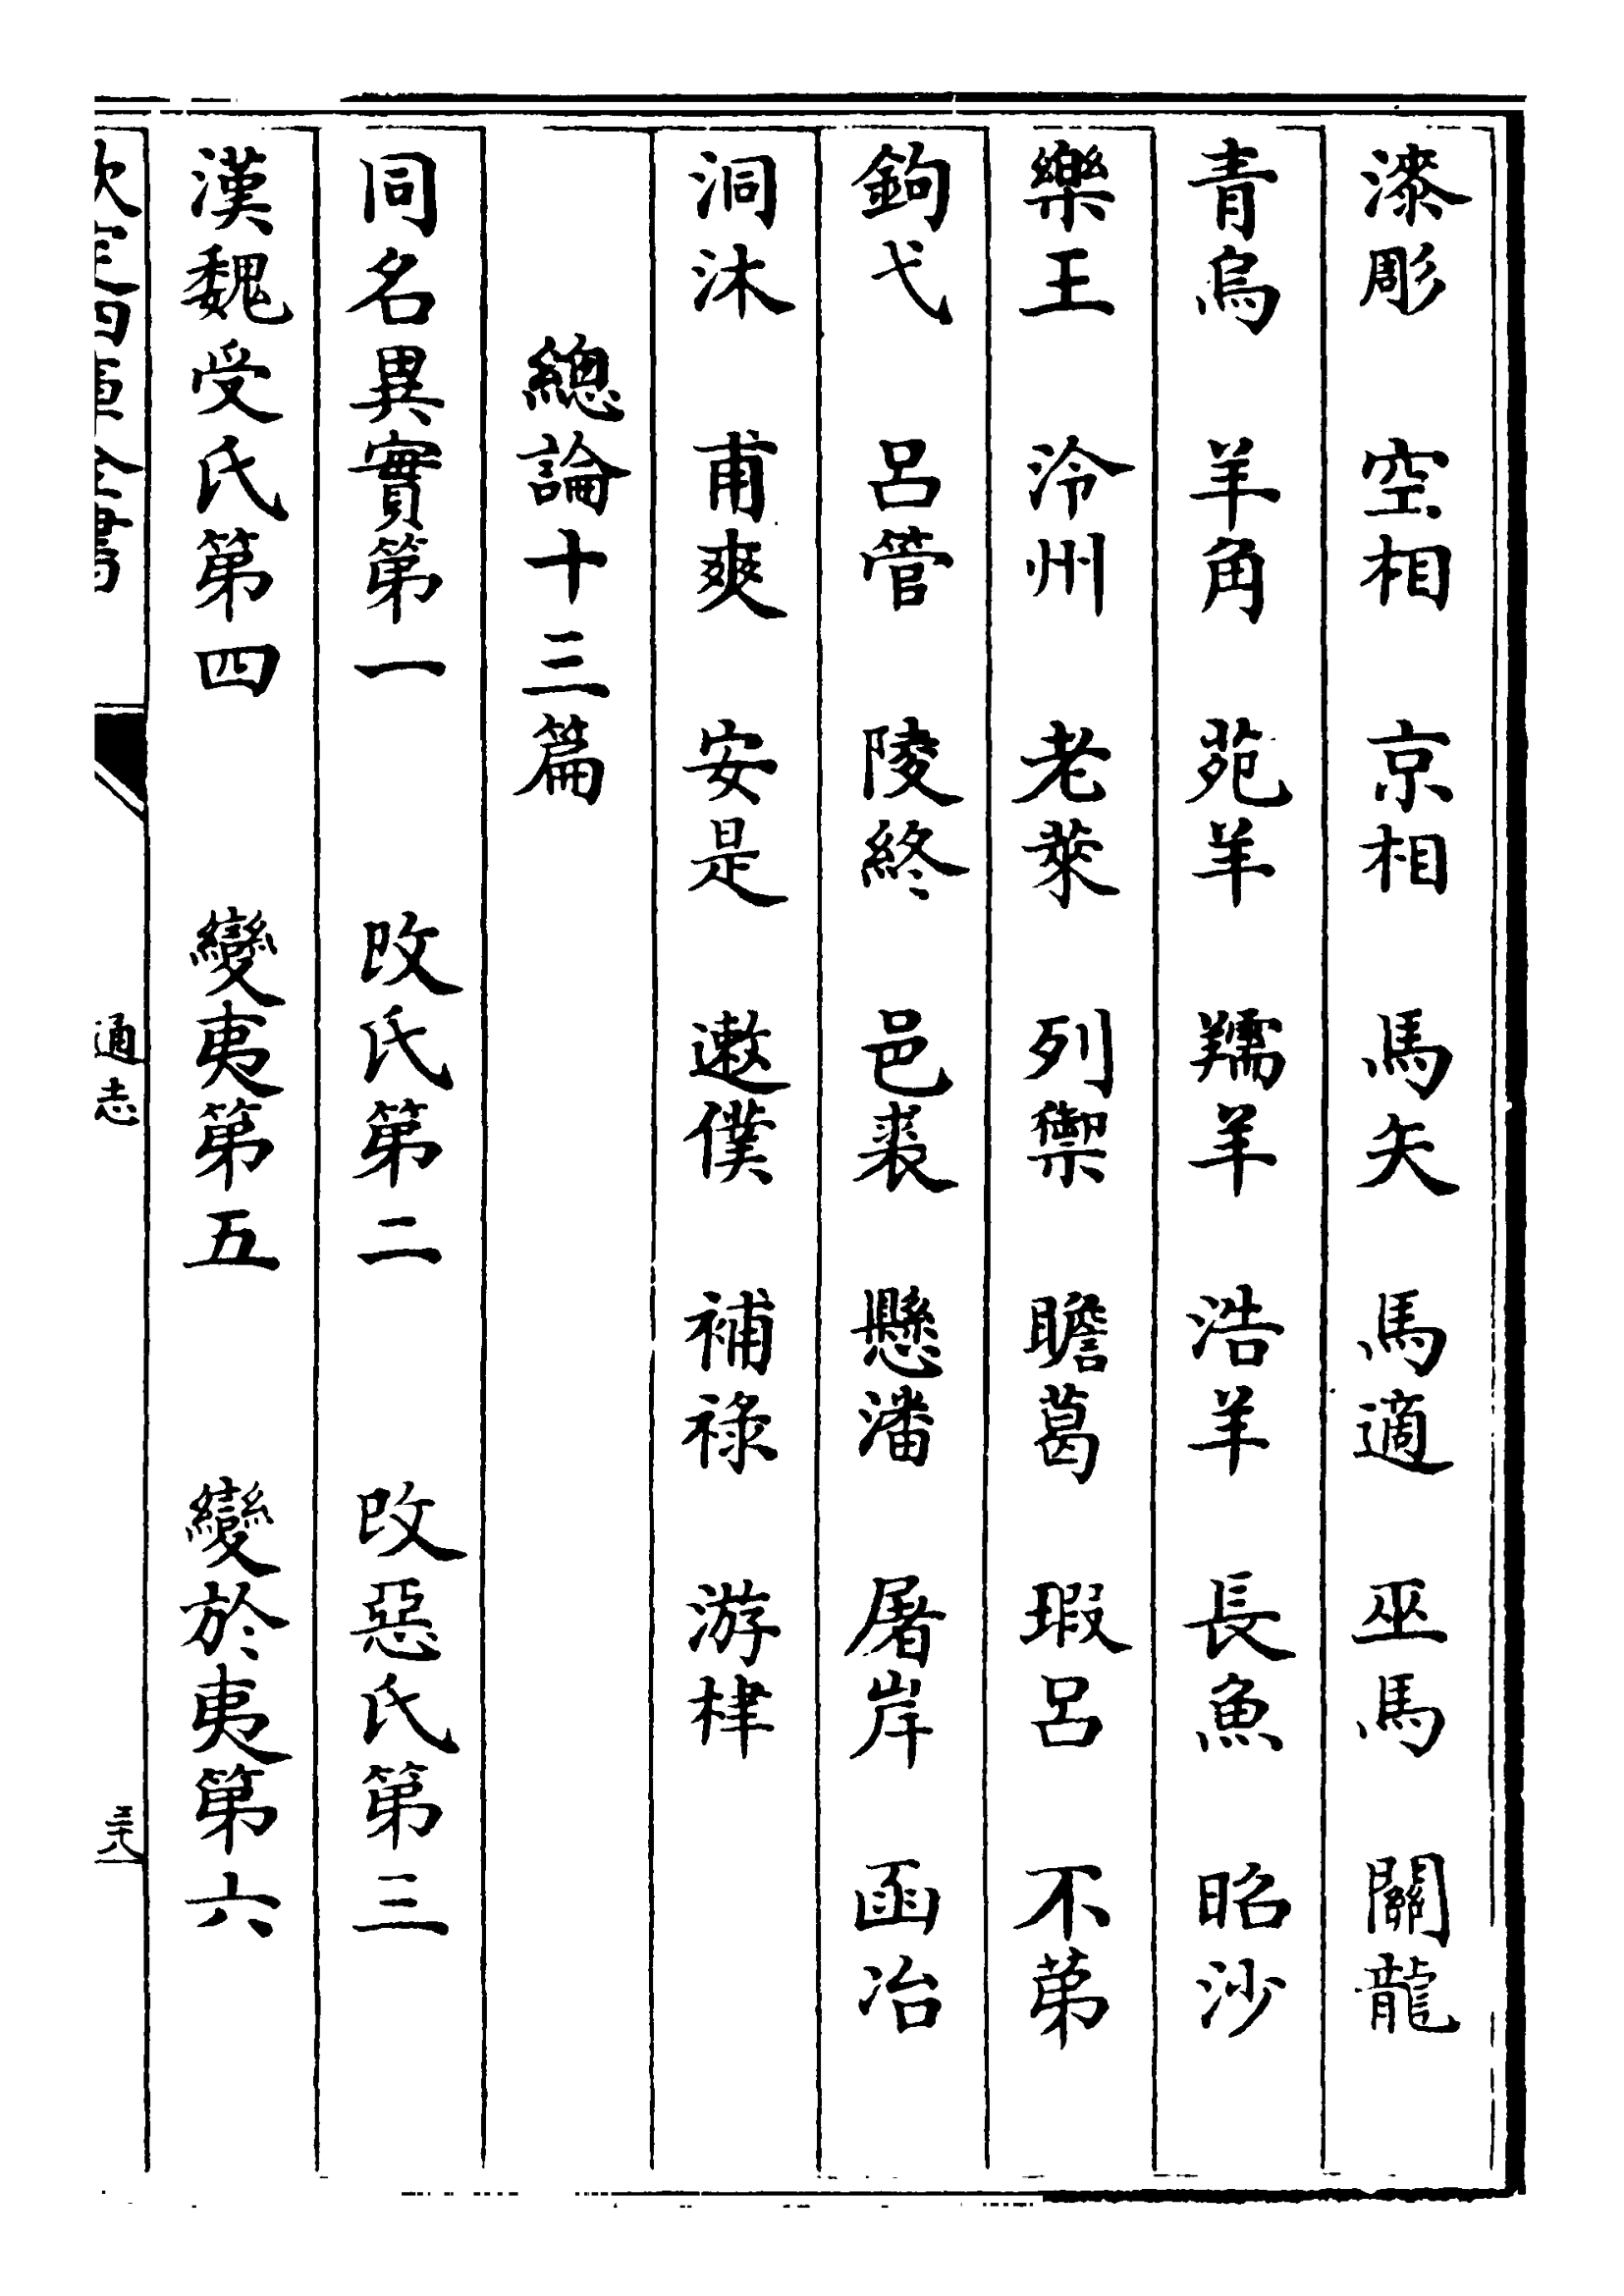 漆彫 空相 京相 馬矢 馬適 巫馬 關龍
青烏 羊角 苑羊 羺羊 浩羊 長魚 昭沙
樂王 泠州 老萊 列禦 瞻葛 瑕呂 不苐
鉤弋 呂管 陵終 邑裘 懸潘 屠岸 函冶
洞沐 甫爽 安是 遬僕 補祿 游棣
總論十三篇
同名異實第一 改氏第二 改惡氏第三
漢魏受氏第四 變夷第五 變於夷第六
欽定四庫全書 通志 三十八